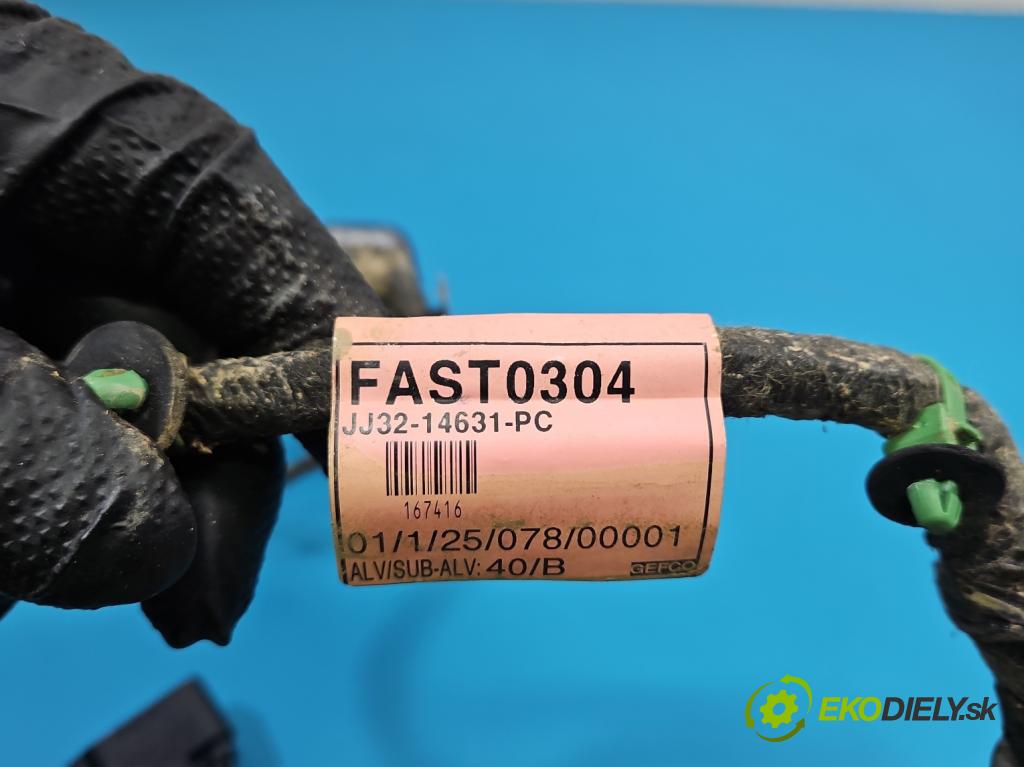 FAST0304
JJ32-14631-PC
167416
01/1/25/078/00001
ALV/SUB-ALV: 40/B GEFCO
EKODIELY.sk